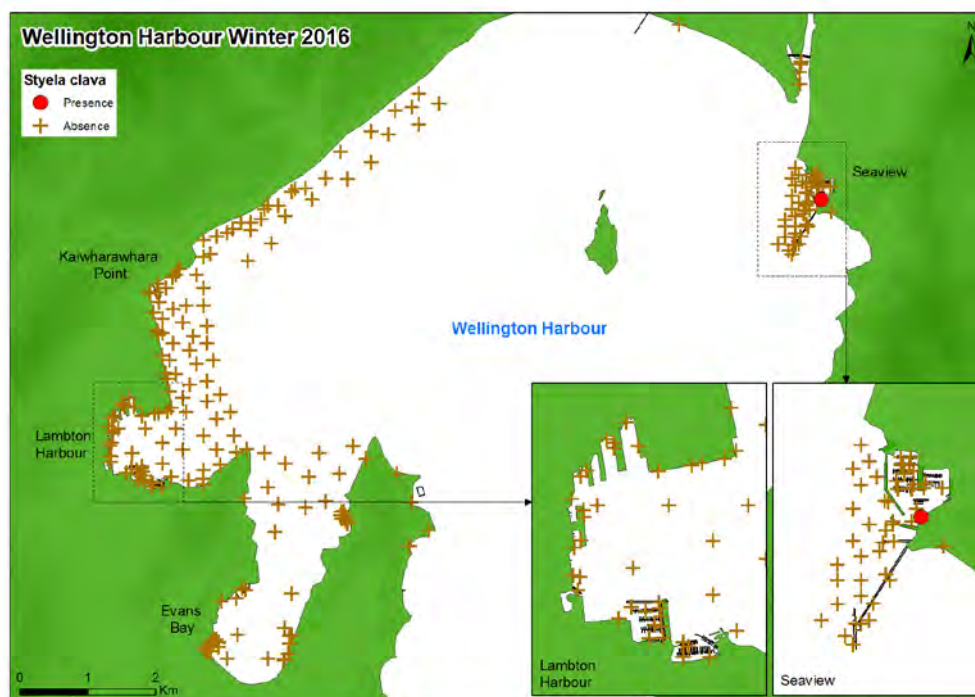 Wellington Harbour Winter 2016
N
Styela clava
Presence
Absence
Seaview
Kaiwharawhara
Point
Wellington Harbour
Lambton
Harbour
Evans
Bay
0 1 2
Km
Lambton
Harbour
Seaview